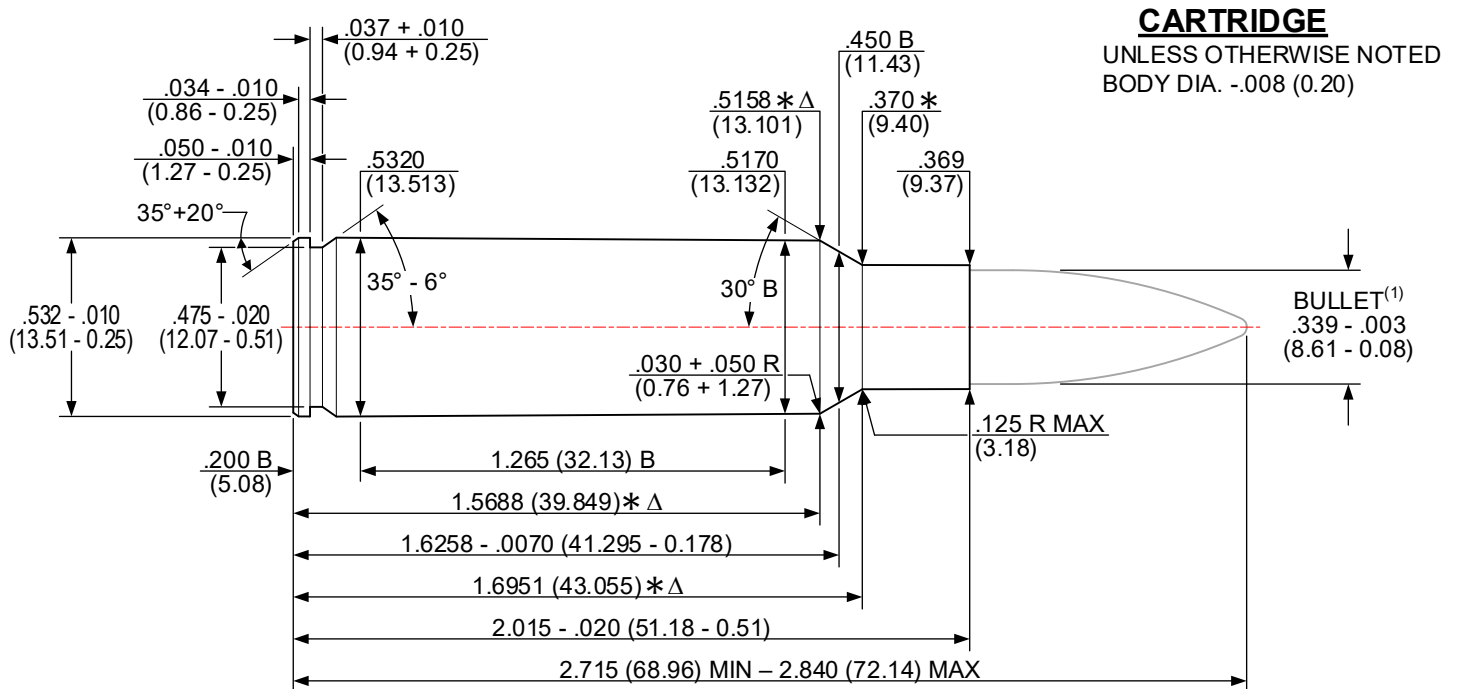 CARTRIDGE
UNLESS OTHERWISE NOTED
BODY DIA. -.008 (0.20)
.037 + .010
(0.94 + 0.25)
.450 B
(11.43)
.034 - .010
(0.86 - 0.25)
.5158 * Δ
(13.101)
.370 *
(9.40)
.050 - .010
(1.27 - 0.25)
.5320
(13.513)
.5170
(13.132)
.369
(9.37)
35°+20°
35° - 6°
30° B
.532 - .010
(13.51 - 0.25)
.475 - .020
(12.07 - 0.51)
BULLET(1)
.339 - .003
(8.61 - 0.08)
.030 + .050 R
(0.76 + 1.27)
.125 R MAX
(3.18)
.200 B
(5.08)
1.265 (32.13) B
1.5688 (39.849) * Δ
1.6258 - .0070 (41.295 - 0.178)
1.6951 (43.055) * Δ
2.015 - .020 (51.18 - 0.51)
2.715 (68.96) MIN – 2.840 (72.14) MAX